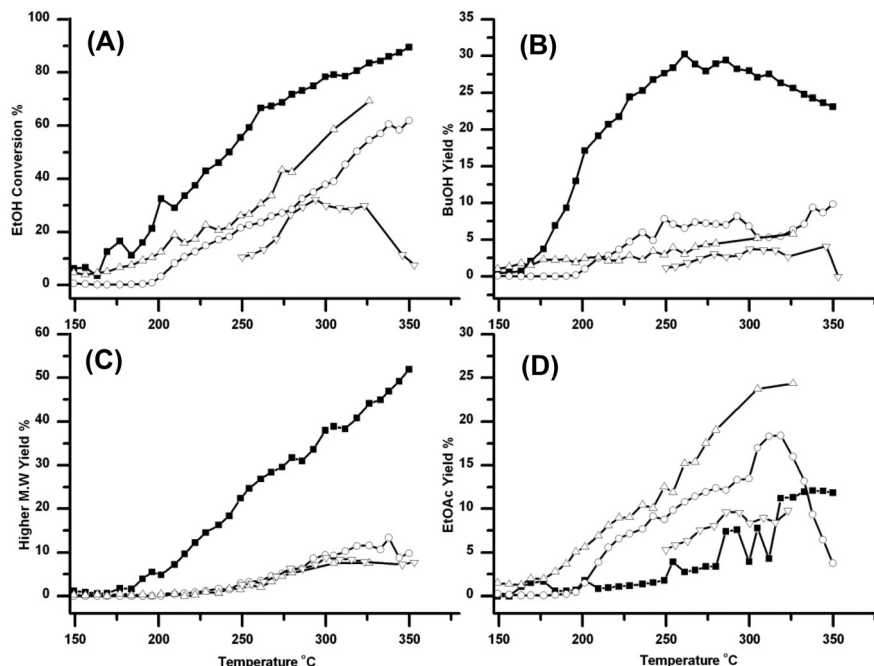 (A)
EtOH Conversion %
100
80
60
40
20
0
150 200 250 300 350
(B)
BuOH Yield %
35
30
25
20
15
10
5
0
150 200 250 300 350
(C)
Higher M.W Yield %
60
50
40
30
20
10
0
150 200 250 300 350
Temperature °C
(D)
EtOAc Yield %
30
25
20
15
10
5
0
150 200 250 300 350
Temperature °C